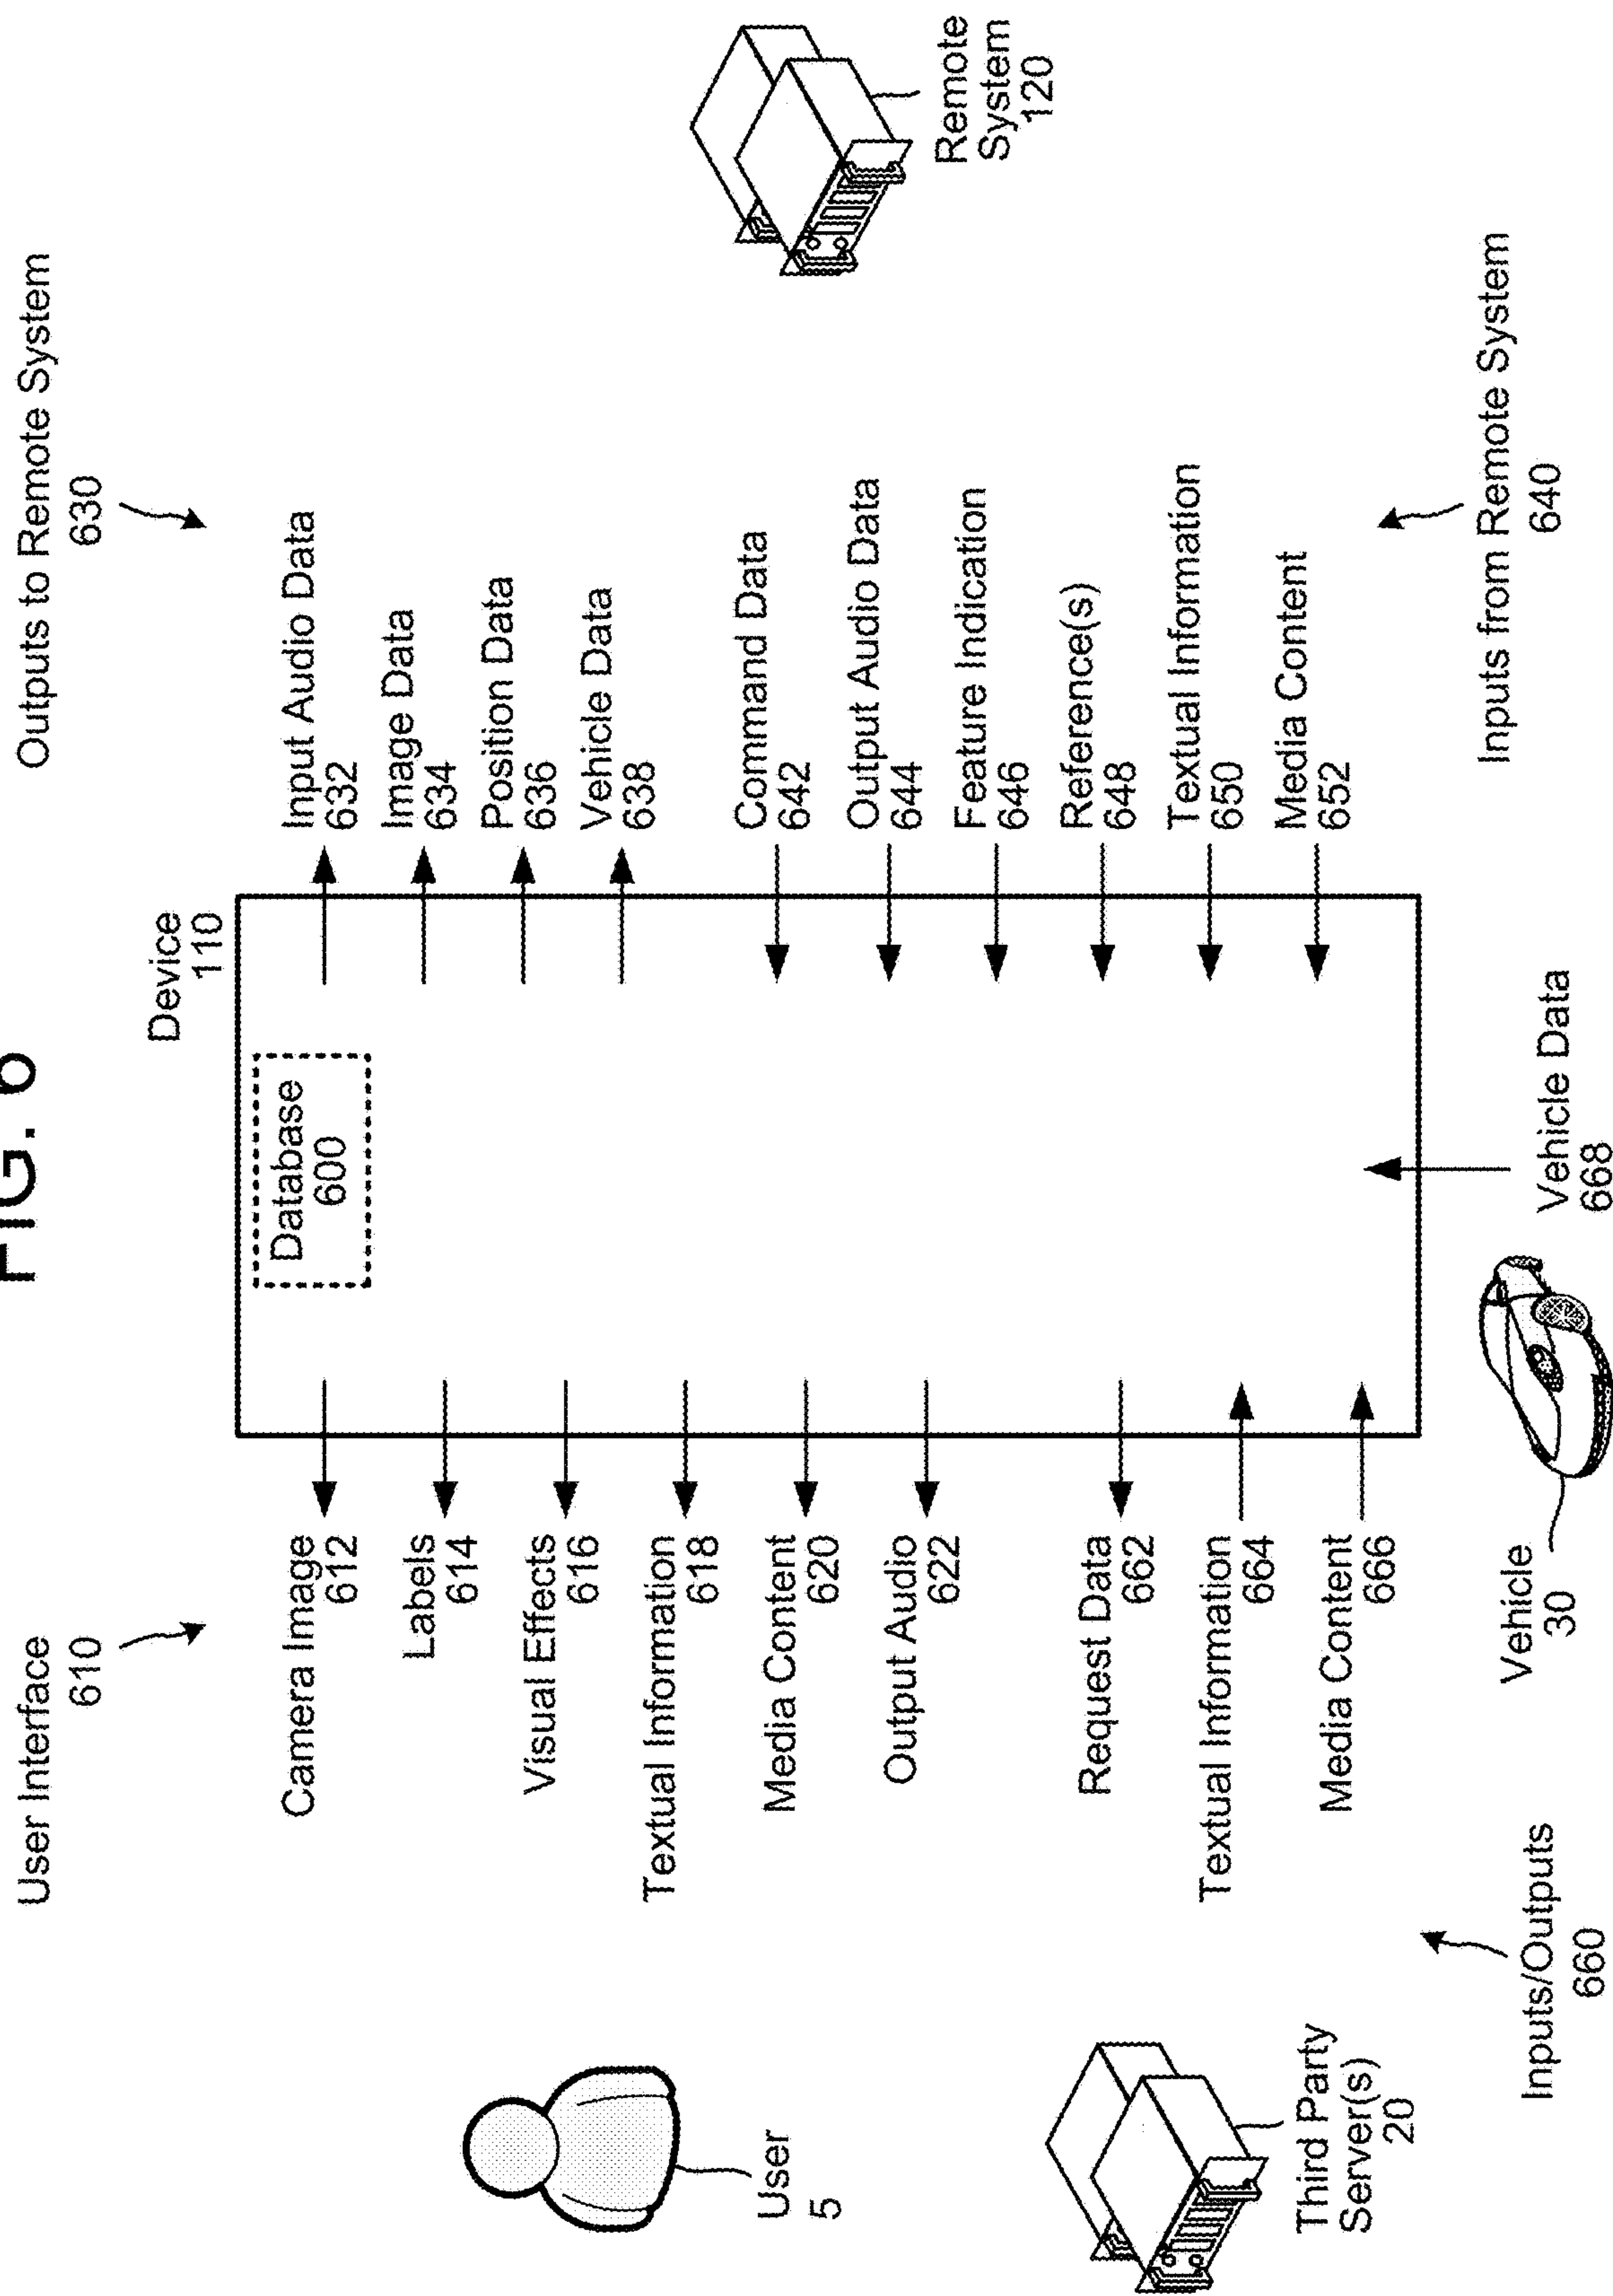 FIG. 6
User Interface
610
Outputs to Remote System
630
Device
110
Database
600
Camera Image
612
Labels
614
Visual Effects
616
Textual Information
618
Media Content
620
Output Audio
622
Request Data
662
Textual Information
664
Media Content
666
Input Audio Data
632
Image Data
634
Position Data
636
Vehicle Data
638
Command Data
642
Output Audio Data
644
Feature Indication
646
Reference(s)
648
Textual Information
650
Media Content
652
User
5
Third Party
Server(s)
20
Remote
System
120
Inputs/Outputs
660
Vehicle
30
Vehicle Data
668
Inputs from Remote System
640